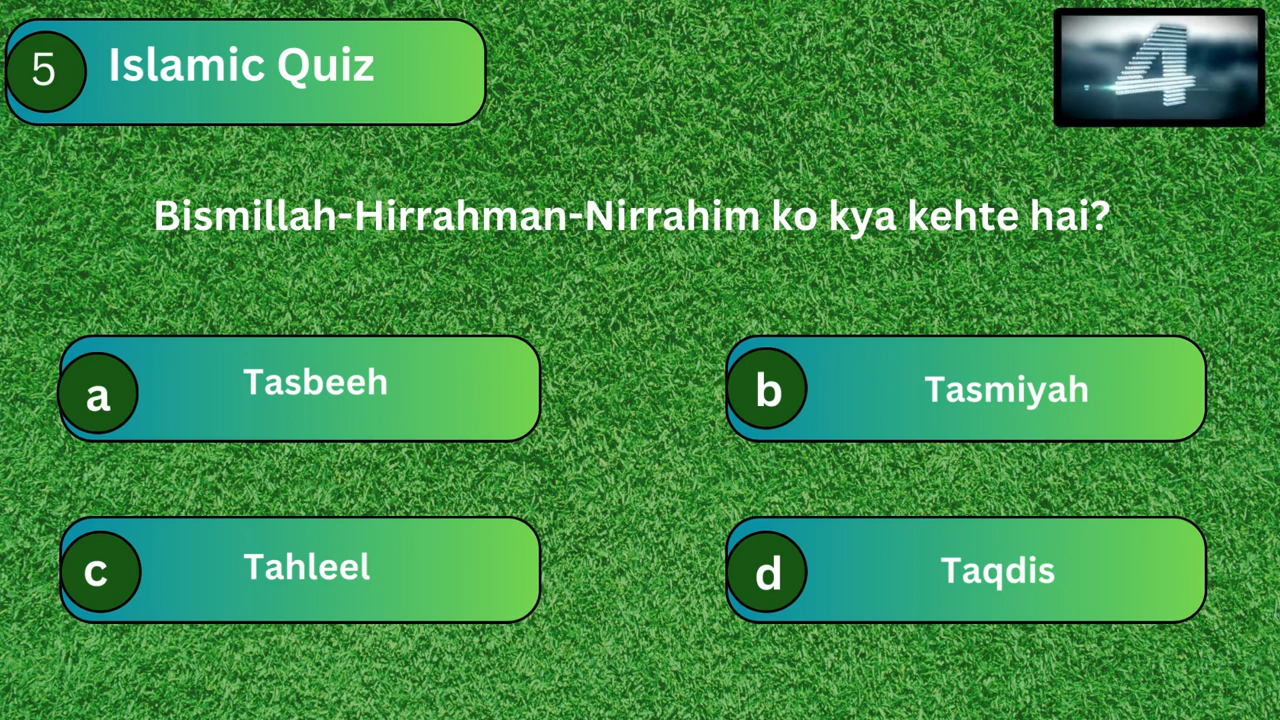 5
Islamic Quiz
4
Bismillah-Hirrahman-Nirrahim ko kya kehte hai?
a
Tasbeeh
b
Tasmiyah
c
Tahleel
d
Taqdis